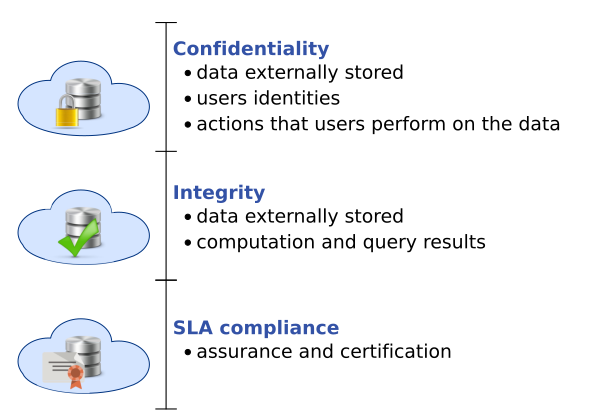 Confidentiality
• data externally stored
• users identities
• actions that users perform on the data
Integrity
• data externally stored
• computation and query results
SLA compliance
• assurance and certification